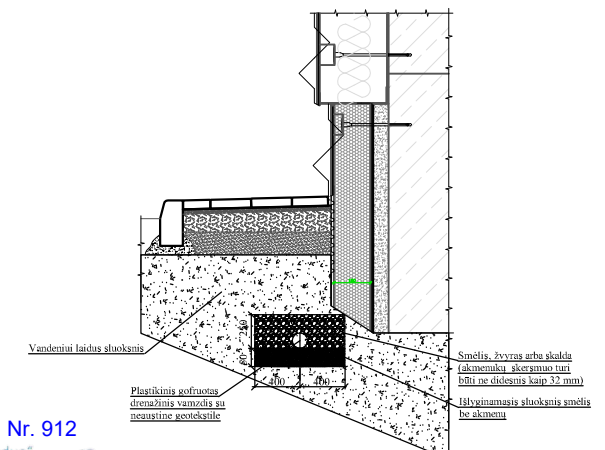 Vandeniui laidus sluoksnis
Plastikinis gofruotas
drenažinis vamzdis su
neaustine geotekstile
400
400
Smėlis, žvyras arba skalda
(akmenukų skersmuo turi
būti ne didesnis kaip 32 mm)
Išlyginamasis sluoksnis smėlis
be akmenų
Nr. 912